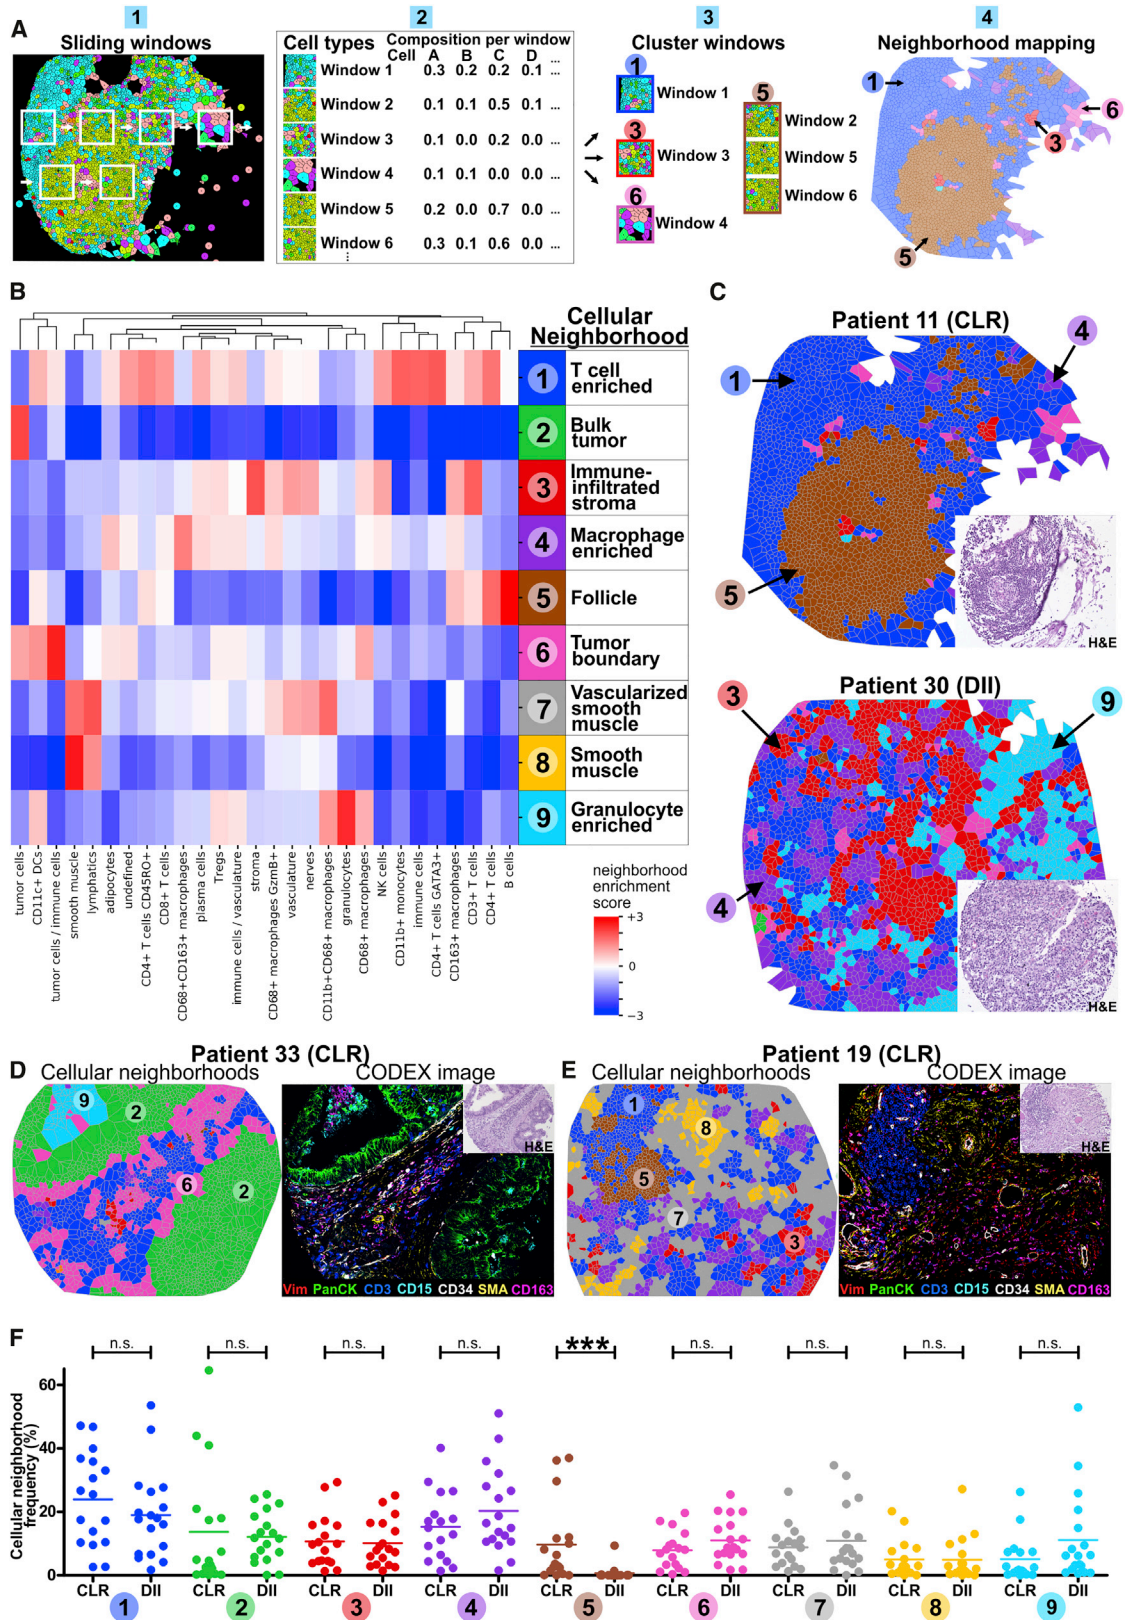 1 2 3 4
A
Sliding windows
Cell types Composition per window
Cell A B C D ...
Window 1 0.3 0.2 0.2 0.1 ...
Window 2 0.1 0.1 0.5 0.1 ...
Window 3 0.1 0.0 0.2 0.0 ...
Window 4 0.1 0.1 0.0 0.0 ...
Window 5 0.2 0.0 0.7 0.0 ...
Window 6 0.3 0.1 0.6 0.0 ...
Cluster windows
1
Window 1
3
Window 3
6
Window 4
5
Window 2
Window 5
Window 6
Neighborhood mapping
1
6
3
5
B
Cellular
Neighborhood
1 T cell
enriched
2 Bulk
tumor
3 Immune-
infiltrated
stroma
4 Macrophage
enriched
5 Follicle
6 Tumor
boundary
7 Vascularized
smooth
muscle
8 Smooth
muscle
9 Granulocyte
enriched
tumor cells
CD11c+ DCs
tumor cells / immune cells
smooth muscle
lymphatics
adipocytes
undefined
CD4+ T cells CD45RO+
CD8+ T cells
CD68+CD163+ macrophages
plasma cells
Tregs
immune cells / vasculature
stroma
CD68+ macrophages GzmB+
vasculature
nerves
CD11b+CD68+ macrophages
granulocytes
CD68+ macrophages
NK cells
CD11b+ monocytes
immune cells
CD4+ T cells GATA3+
CD163+ macrophages
CD3+ T cells
CD4+ T cells
B cells
neighborhood
enrichment
score
+3
0
−3
C
Patient 11 (CLR)
1
4
5
H&E
Patient 30 (DII)
3
9
4
H&E
D
Patient 33 (CLR)
Cellular neighborhoods CODEX image
9
2
6
2
H&E
Vim PanCK CD3 CD15 CD34 SMA CD163
E
Patient 19 (CLR)
Cellular neighborhoods CODEX image
1
8
5
7
3
H&E
Vim PanCK CD3 CD15 CD34 SMA CD163
F
n.s. n.s. n.s. n.s. *** n.s. n.s. n.s. n.s.
Cellular neighborhood
frequency (%)
60
40
20
0
CLR DII CLR DII CLR DII CLR DII CLR DII CLR DII CLR DII CLR DII CLR DII
1 2 3 4 5 6 7 8 9